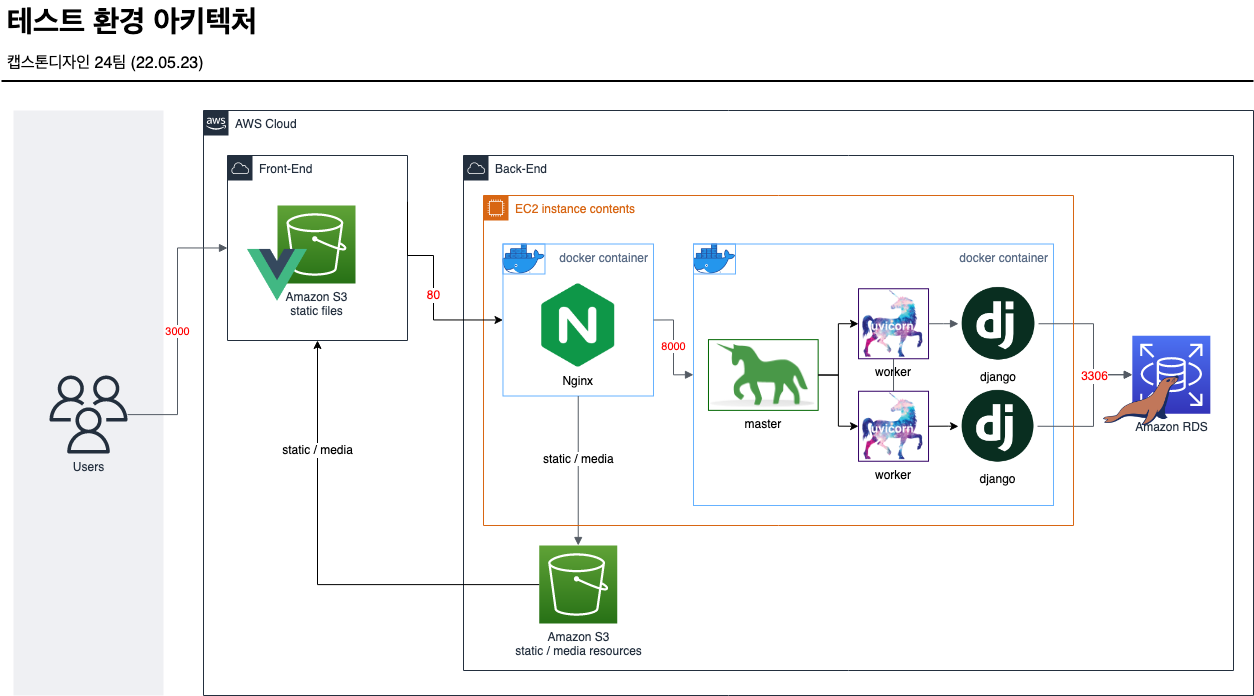 테스트 환경 아키텍처
캡스톤디자인 24팀 (22.05.23)
aws
AWS Cloud
Front-End
Amazon S3
static files
3000
Users
80
static / media
Back-End
EC2 instance contents
docker container
N
Nginx
8000
static / media
Amazon S3
static / media resources
docker container
master
uvicorn
worker
uvicorn
worker
dj
django
dj
django
3306
Amazon RDS